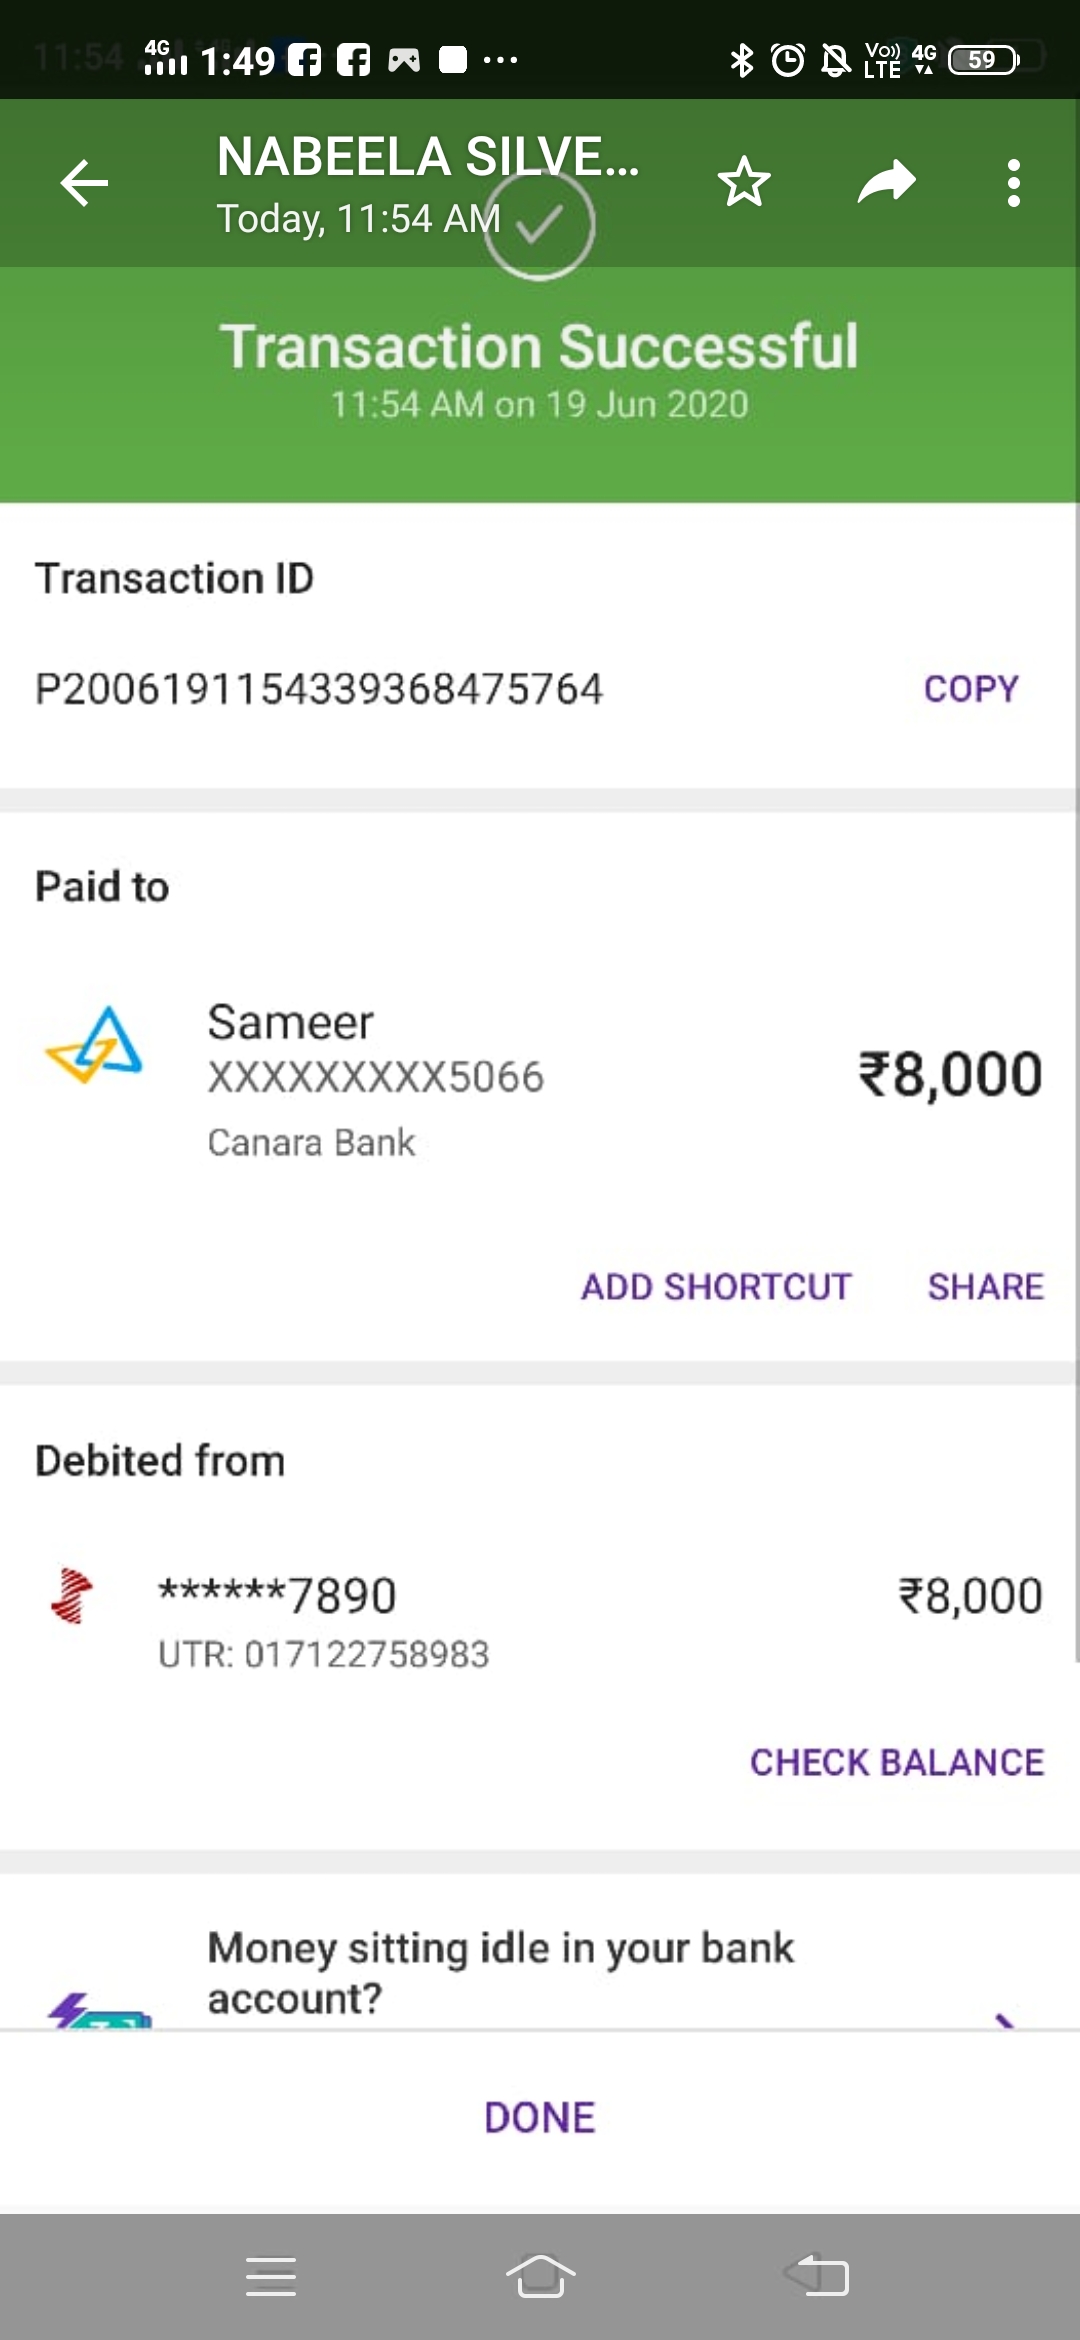 11:54
4G 1:49 ... Vo)) LTE 4G 59
NABEELA SILVE...
Today, 11:54 AM
Transaction Successful
11:54 AM on 19 Jun 2020
Transaction ID
P2006191154339368475764 COPY
Paid to
Sameer
XXXXXXXXX5066
₹8,000
Canara Bank
ADD SHORTCUT SHARE
Debited from
******7890 ₹8,000
UTR: 017122758983
CHECK BALANCE
Money sitting idle in your bank
account?
DONE